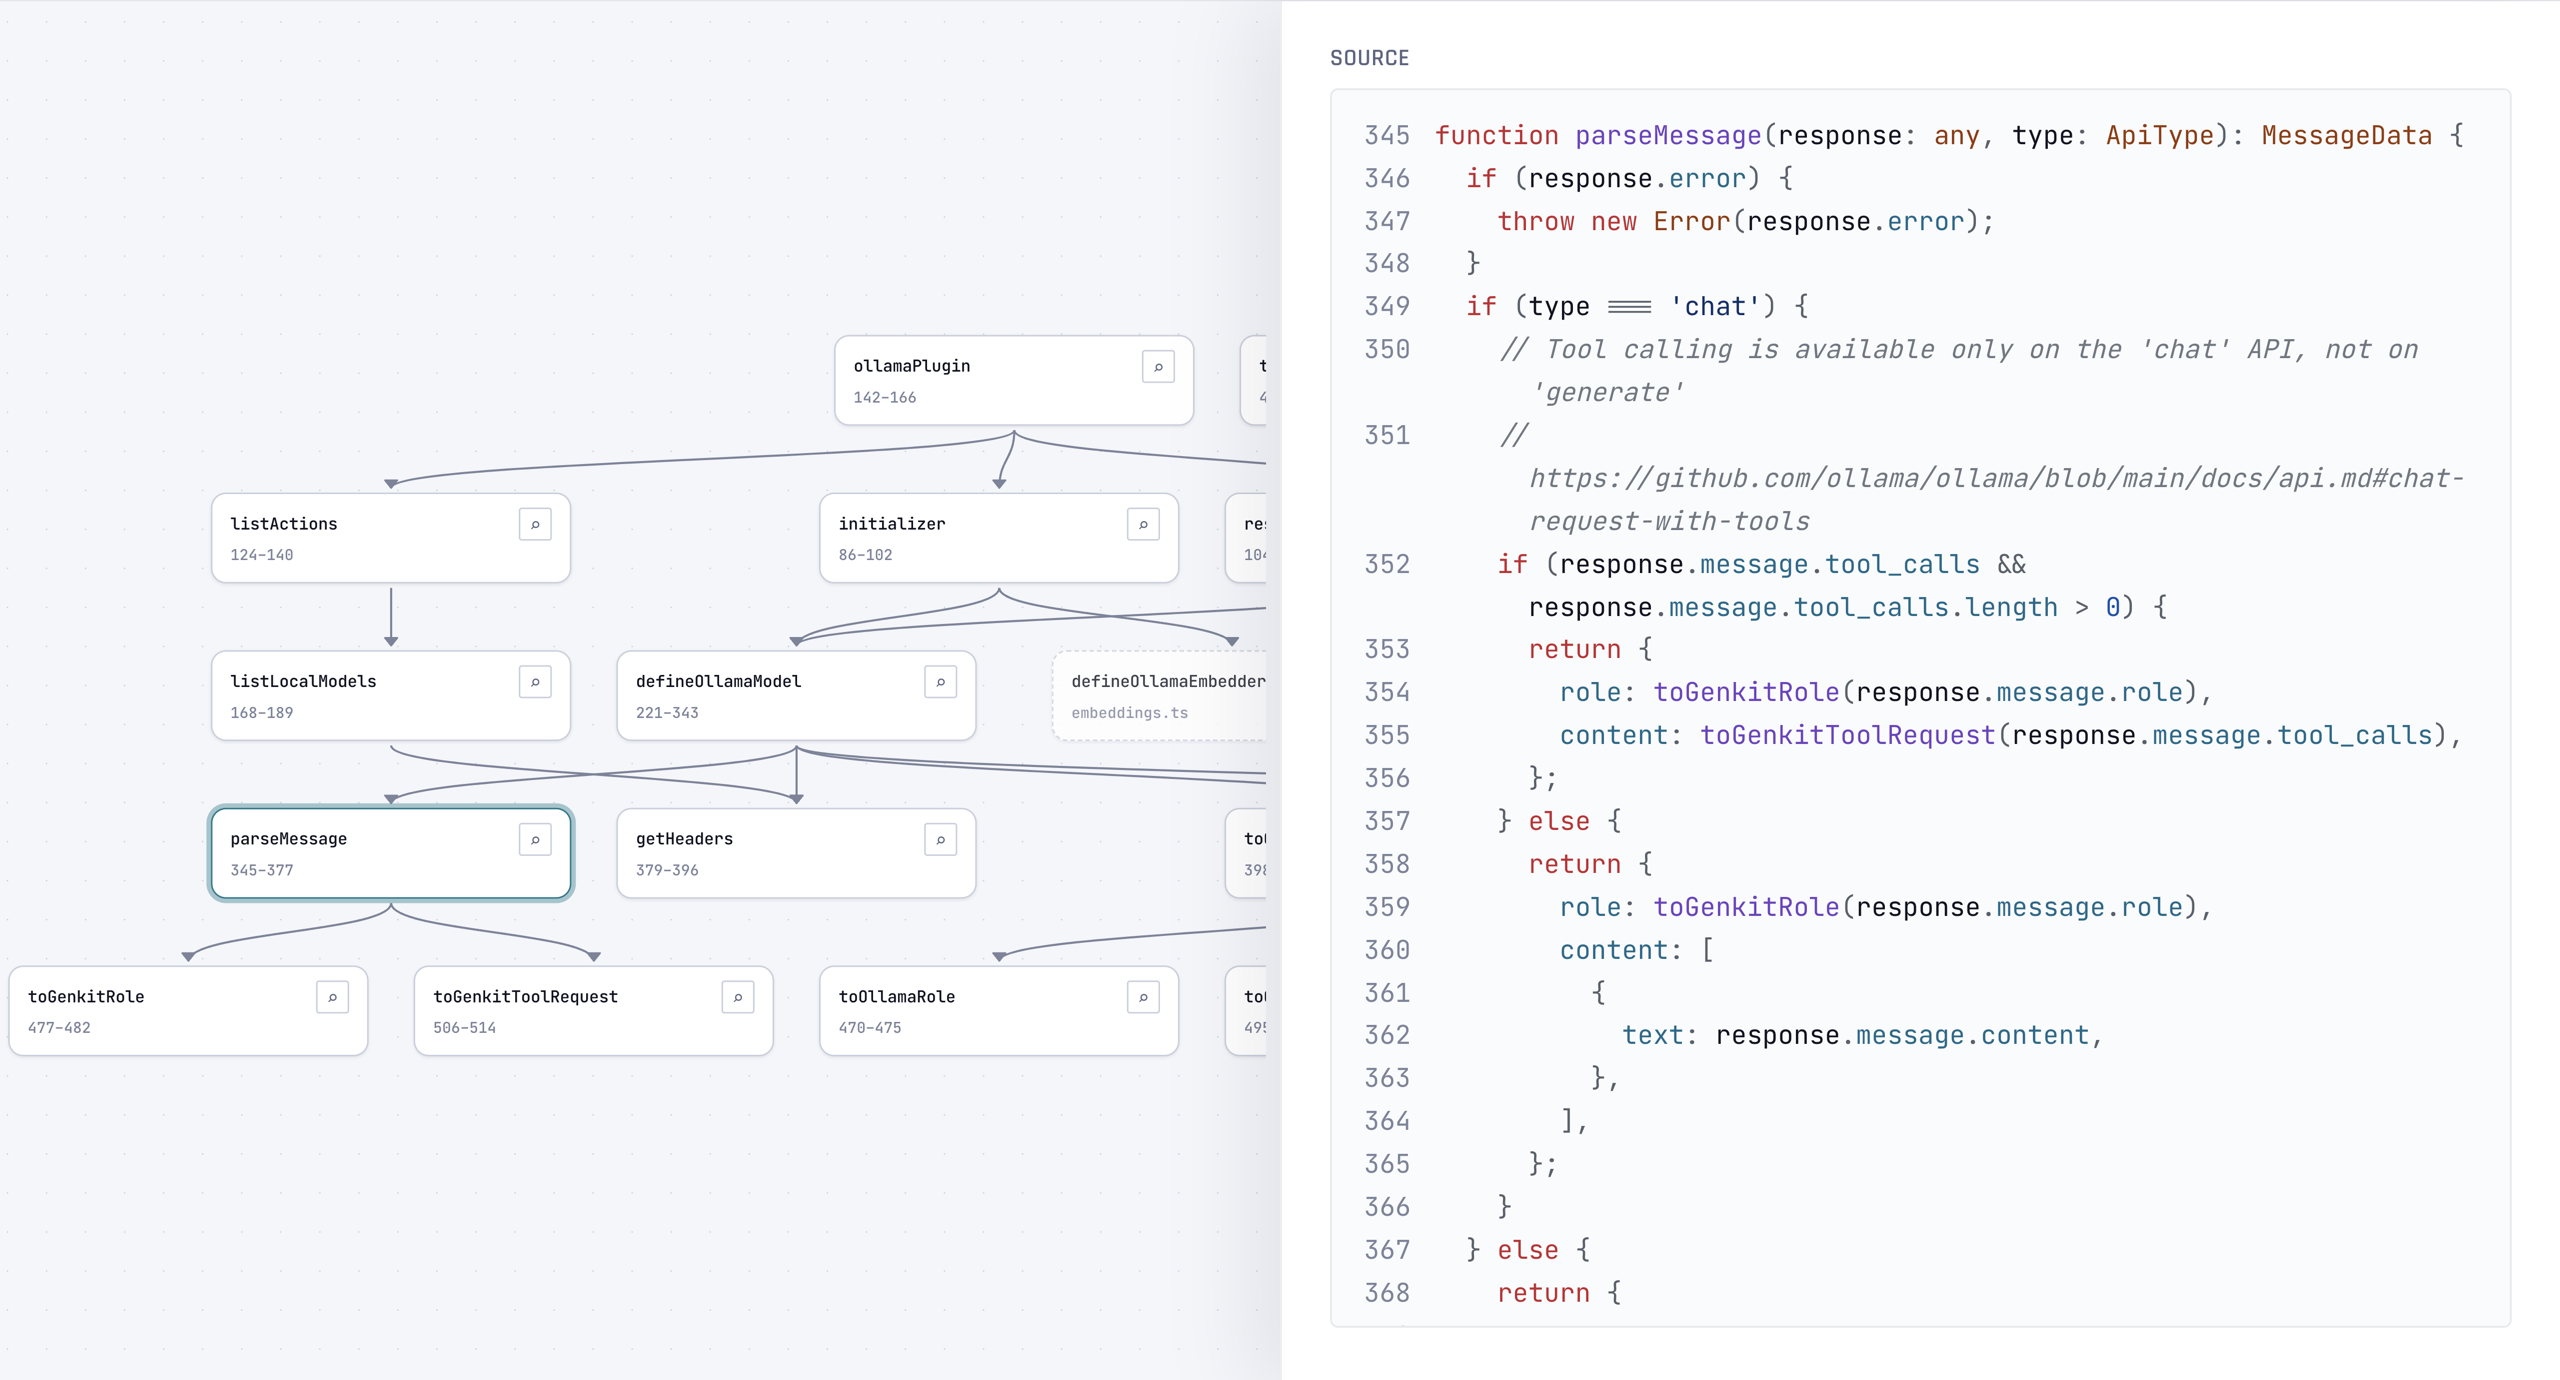 ollamaPlugin
142–166
listActions
124–140
initializer
86–102
listLocalModels
168–189
defineOllamaModel
221–343
defineOllamaEmbedder
embeddings.ts
parseMessage
345–377
getHeaders
379–396
toGenkitRole
477–482
toGenkitToolRequest
506–514
toOllamaRole
470–475
SOURCE
345 function parseMessage(response: any, type: ApiType): MessageData {
346 if (response.error) {
347 throw new Error(response.error);
348 }
349 if (type === 'chat') {
350 // Tool calling is available only on the 'chat' API, not on
'generate'
351 //
https://github.com/ollama/ollama/blob/main/docs/api.md#chat-
request-with-tools
352 if (response.message.tool_calls &&
response.message.tool_calls.length > 0) {
353 return {
354 role: toGenkitRole(response.message.role),
355 content: toGenkitToolRequest(response.message.tool_calls),
356 };
357 } else {
358 return {
359 role: toGenkitRole(response.message.role),
360 content: [
361 {
362 text: response.message.content,
363 },
364 ],
365 };
366 }
367 } else {
368 return {